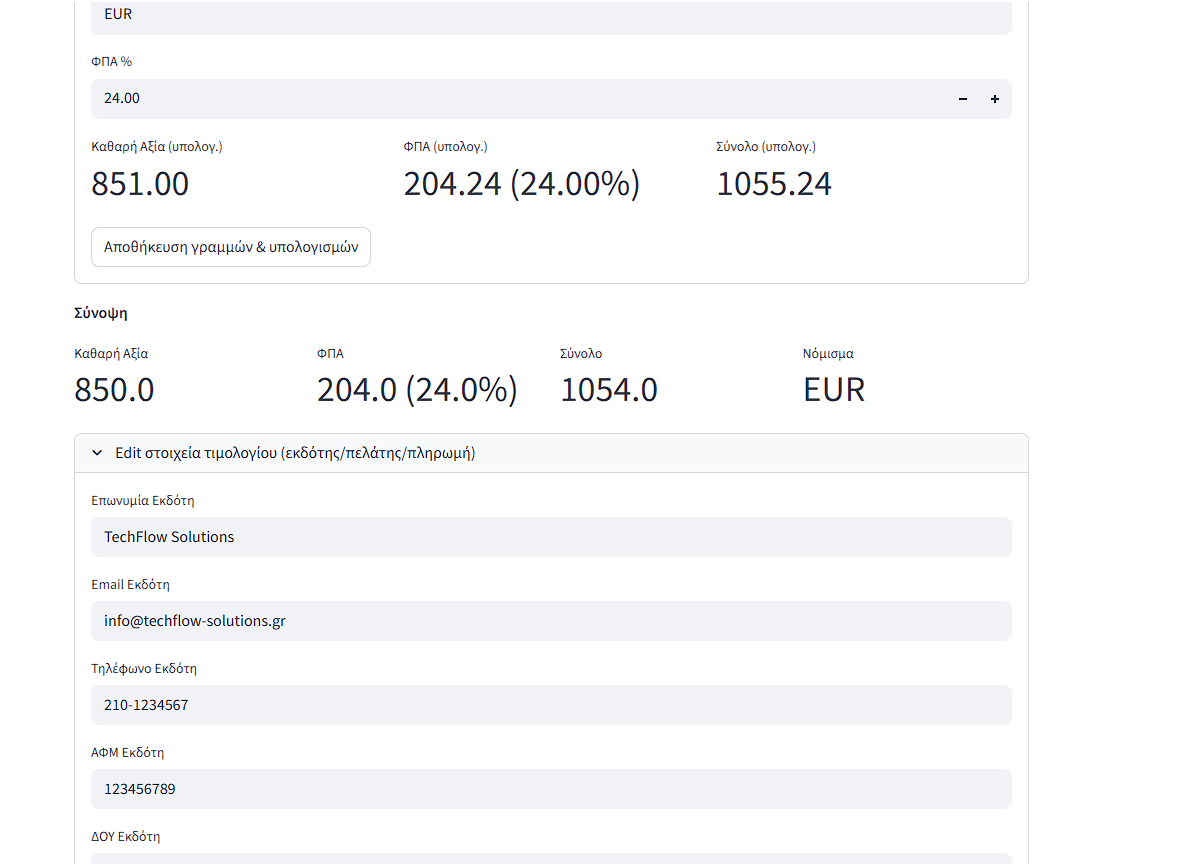 EUR
ΦΠΑ %
24.00
Καθαρή Αξία (υπολογ.) ΦΠΑ (υπολογ.) Σύνολο (υπολογ.)
851.00 204.24 (24.00%) 1055.24
Αποθήκευση γραμμών & υπολογισμών
Σύνοψη
Καθαρή Αξία ΦΠΑ Σύνολο Νόμισμα
850.0 204.0 (24.0%) 1054.0 EUR
Edit στοιχεία τιμολογίου (εκδότης/πελάτης/πληρωμή)
Επωνυμία Εκδότη
TechFlow Solutions
Email Εκδότη
info@techflow-solutions.gr
Τηλέφωνο Εκδότη
210-1234567
ΑΦΜ Εκδότη
123456789
ΔΟΥ Εκδότη